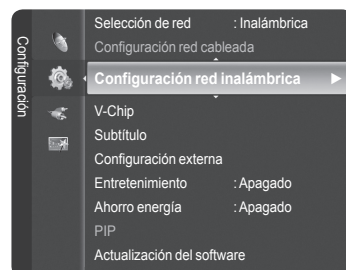 Configuración
Selección de red : Inalámbrica
Configuración red cableada
Configuración red inalámbrica
V-Chip
Subtítulo
Configuración externa
Entretenimiento : Apagado
Ahorro energía : Apagado
PIP
Actualización del software